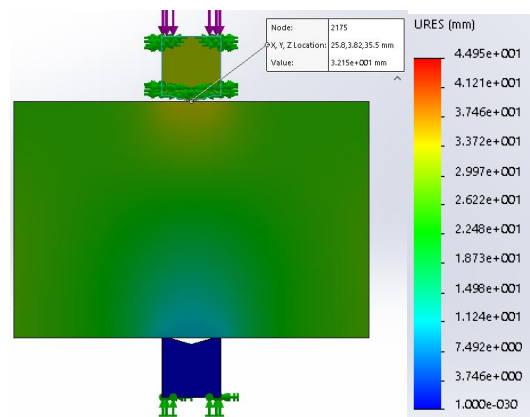 Node: 2175
X, Y, Z Location: 25.8,3.82,35.5 mm
Value: 3.215e+001 mm
URES (mm)
4.495e+001
4.121e+001
3.746e+001
3.372e+001
2.997e+001
2.622e+001
2.248e+001
1.873e+001
1.498e+001
1.124e+001
7.492e+000
3.746e+000
1.000e-030